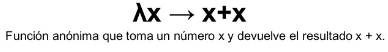 λx → x+x
Función anónima que toma un número x y devuelve el resultado x + x.